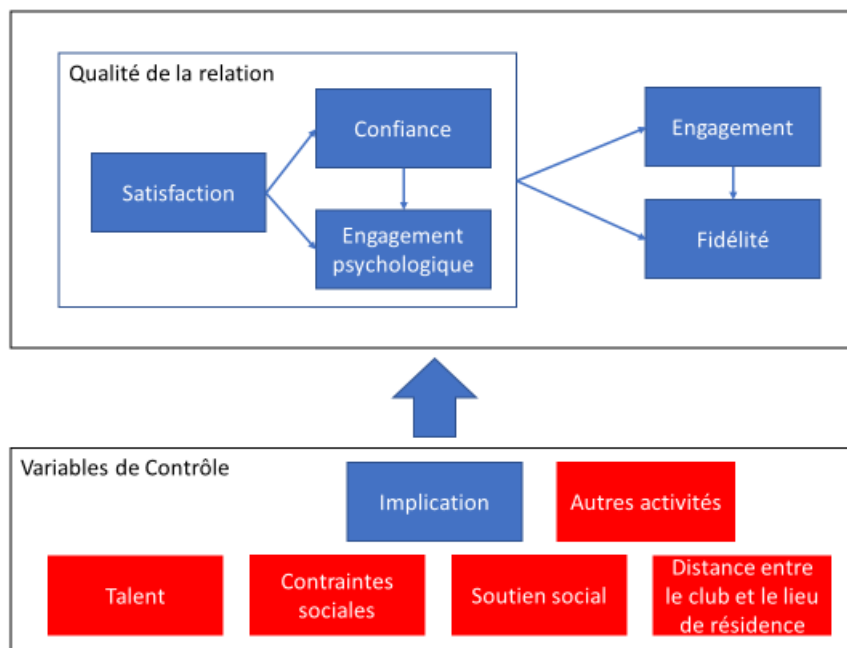 Qualité de la relation
Confiance
Satisfaction
Engagement
psychologique
Engagement
Fidélité
Variables de Contrôle
Implication
Autres activités
Talent
Contraintes
sociales
Soutien social
Distance entre
le club et le lieu
de résidence